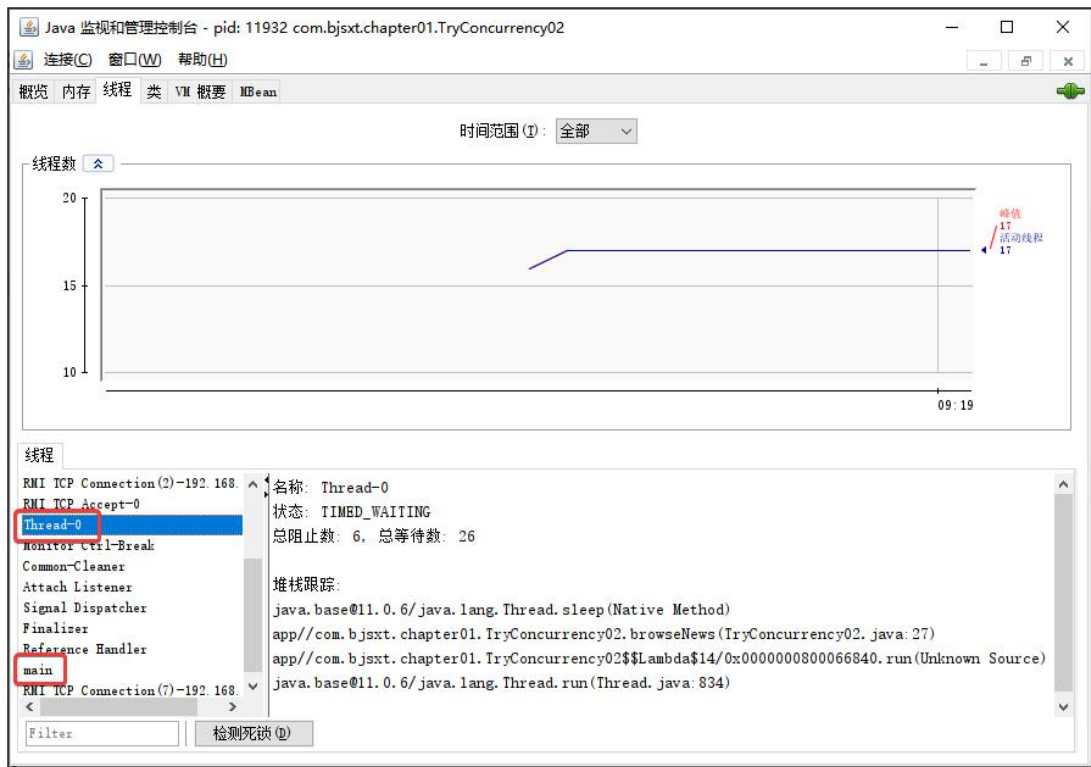 Java 监视和管理控制台 - pid: 11932 com.bjsxt.chapter01.TryConcurrency02
连接(C) 窗口(W) 帮助(H)
概览 内存 线程 类 VM 概要 MBean
时间范围(T): 全部
线程数
20
15
10
峰值
17
活动线程
17
09:19
线程
RMI TCP Connection(2)-192.168.
RMI TCP Accept-0
Thread-0
Monitor Ctrl-Break
Common-Cleaner
Attach Listener
Signal Dispatcher
Finalizer
Reference Handler
main
RMI TCP Connection(7)-192.168.
Filter
检测死锁(D)
名称: Thread-0
状态: TIMED_WAITING
总阻止数: 6, 总等待数: 26
堆栈跟踪:
java.base@11.0.6/java.lang.Thread.sleep(Native Method)
app//com.bjsxt.chapter01.TryConcurrency02.browseNews(TryConcurrency02.java:27)
app//com.bjsxt.chapter01.TryConcurrency02$$Lambda$14/0x0000000800066840.run(Unknown Source)
java.base@11.0.6/java.lang.Thread.run(Thread.java:834)